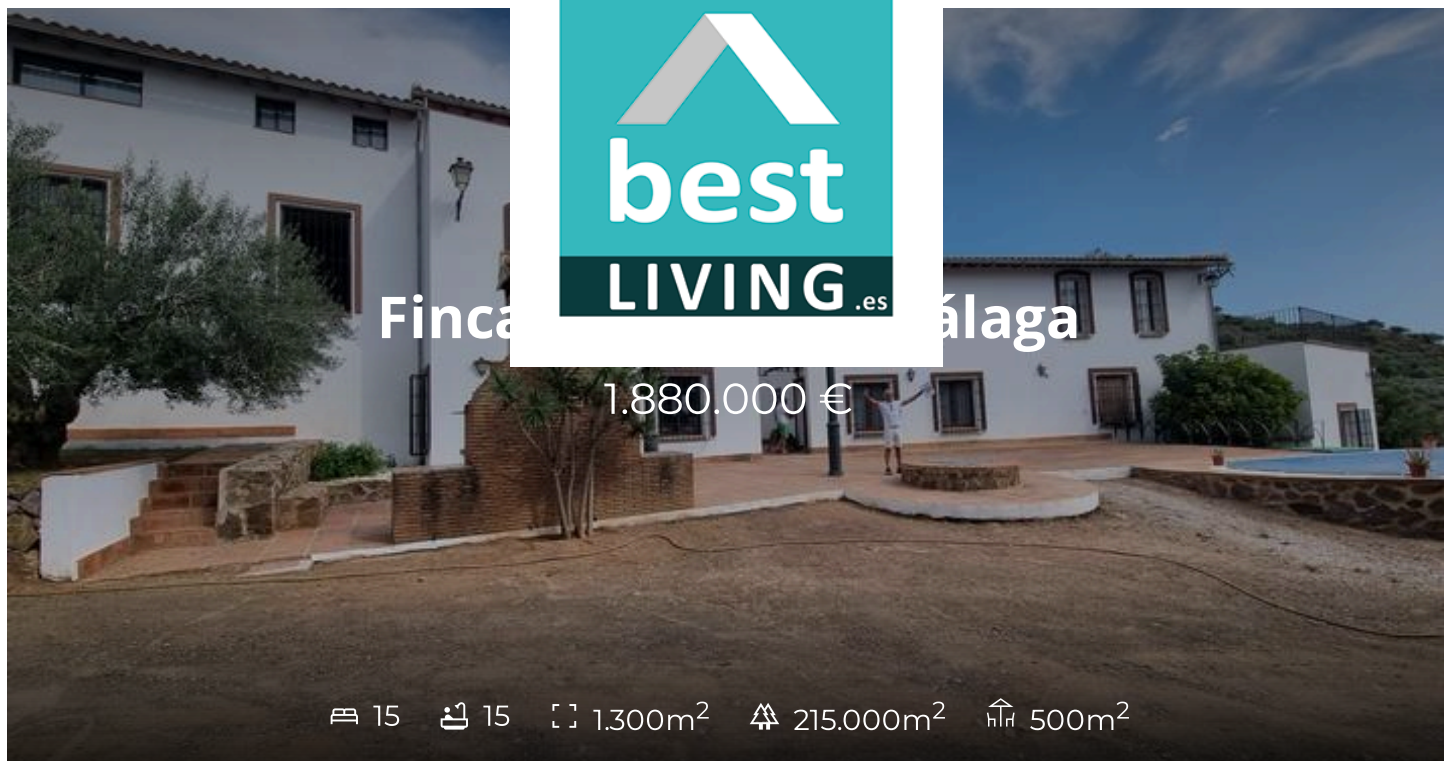 best
LIVING.es
Finca álaga
1.880.000 €
15 15 1.300m² 215.000m² 500m²